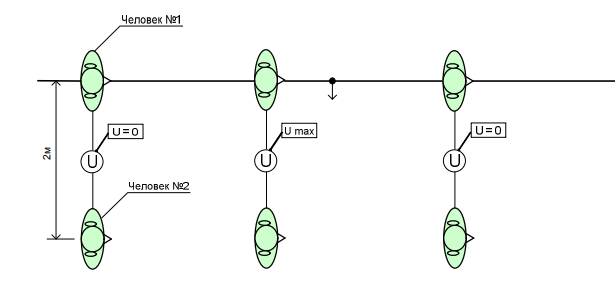 Человек №1
U = 0
U max
U = 0
U
U
U
2м
Человек №2